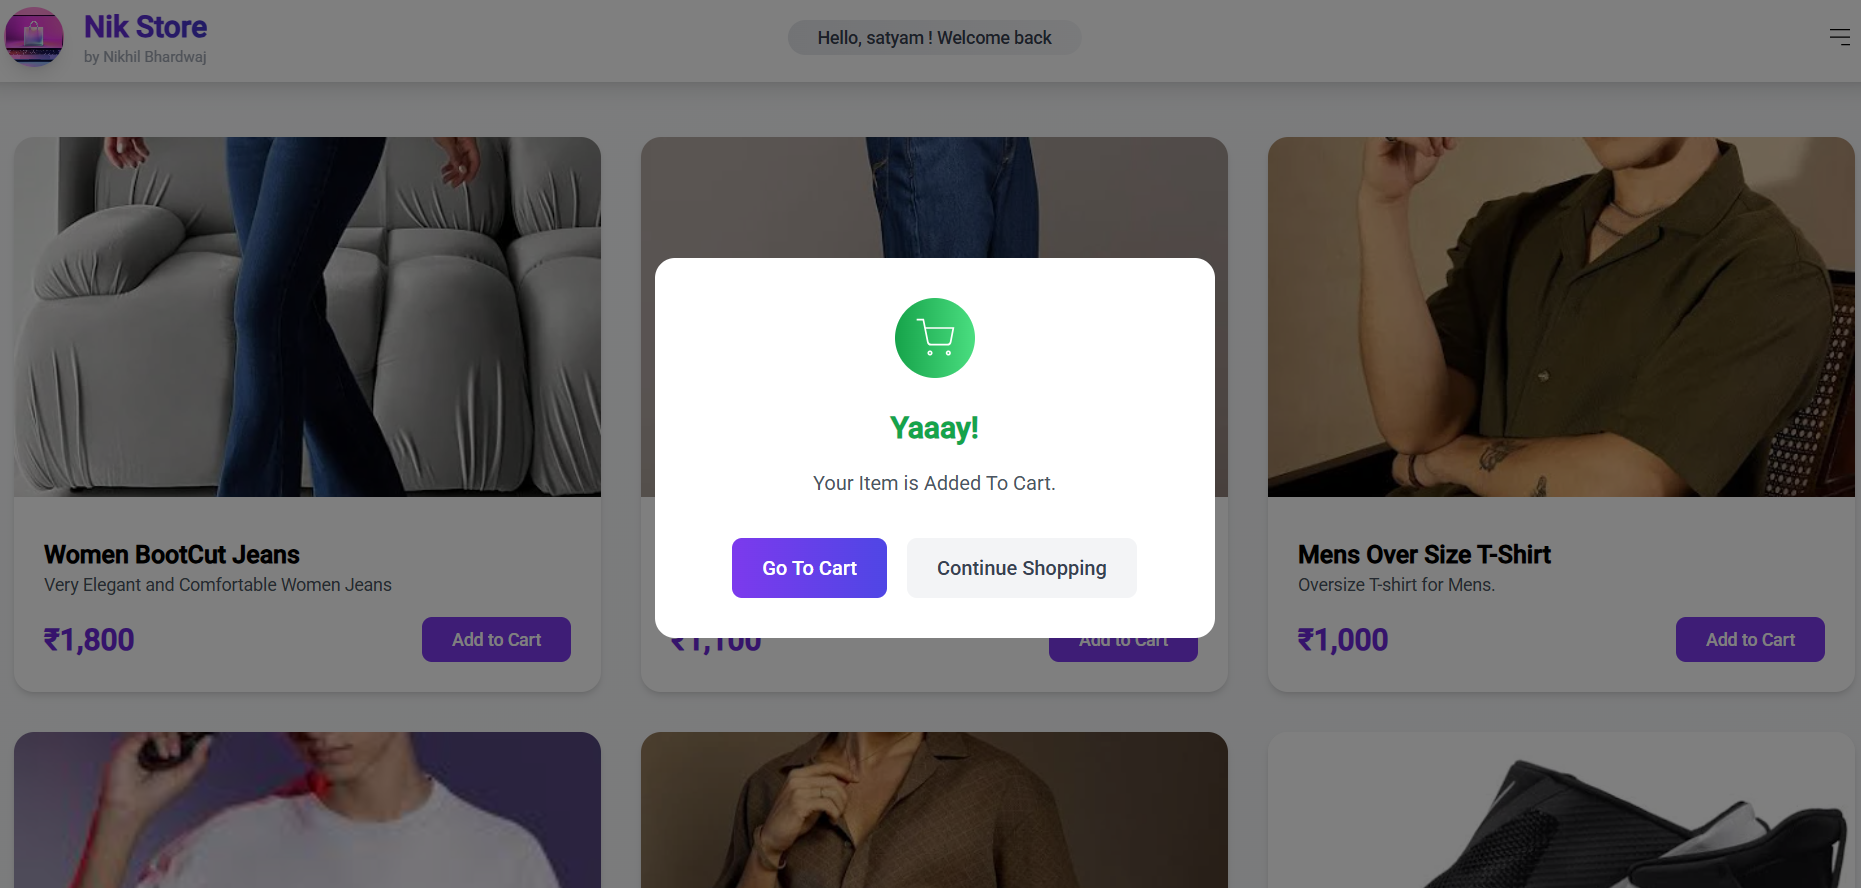 Nik Store
by Nikhil Bhardwaj
Hello, satyam ! Welcome back
Yaaay!
Your Item is Added To Cart.
Go To Cart
Continue Shopping
Women BootCut Jeans
Very Elegant and Comfortable Women Jeans
₹1,800
Add to Cart
₹1,100
Add to Cart
Mens Over Size T-Shirt
Oversize T-shirt for Mens.
₹1,000
Add to Cart